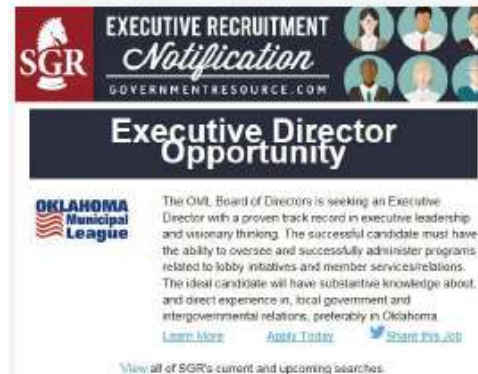 SGR
EXECUTIVE RECRUITMENT
Notification
GOVERNMENTRESOURCE.COM
Executive Director
Opportunity
OKLAHOMA
Municipal
League
The OML Board of Directors is seeking an Executive
Director with a proven track record in executive leadership
and visionary thinking. The successful candidate must have
the ability to oversee and successfully administer programs
related to lobby initiatives and member services/relations.
The ideal candidate will have substantive knowledge about,
and direct experience in, local government and
intergovernmental relations, preferably in Oklahoma.
Learn More Apply Today Share this Job
View all of SGR's current and upcoming searches.